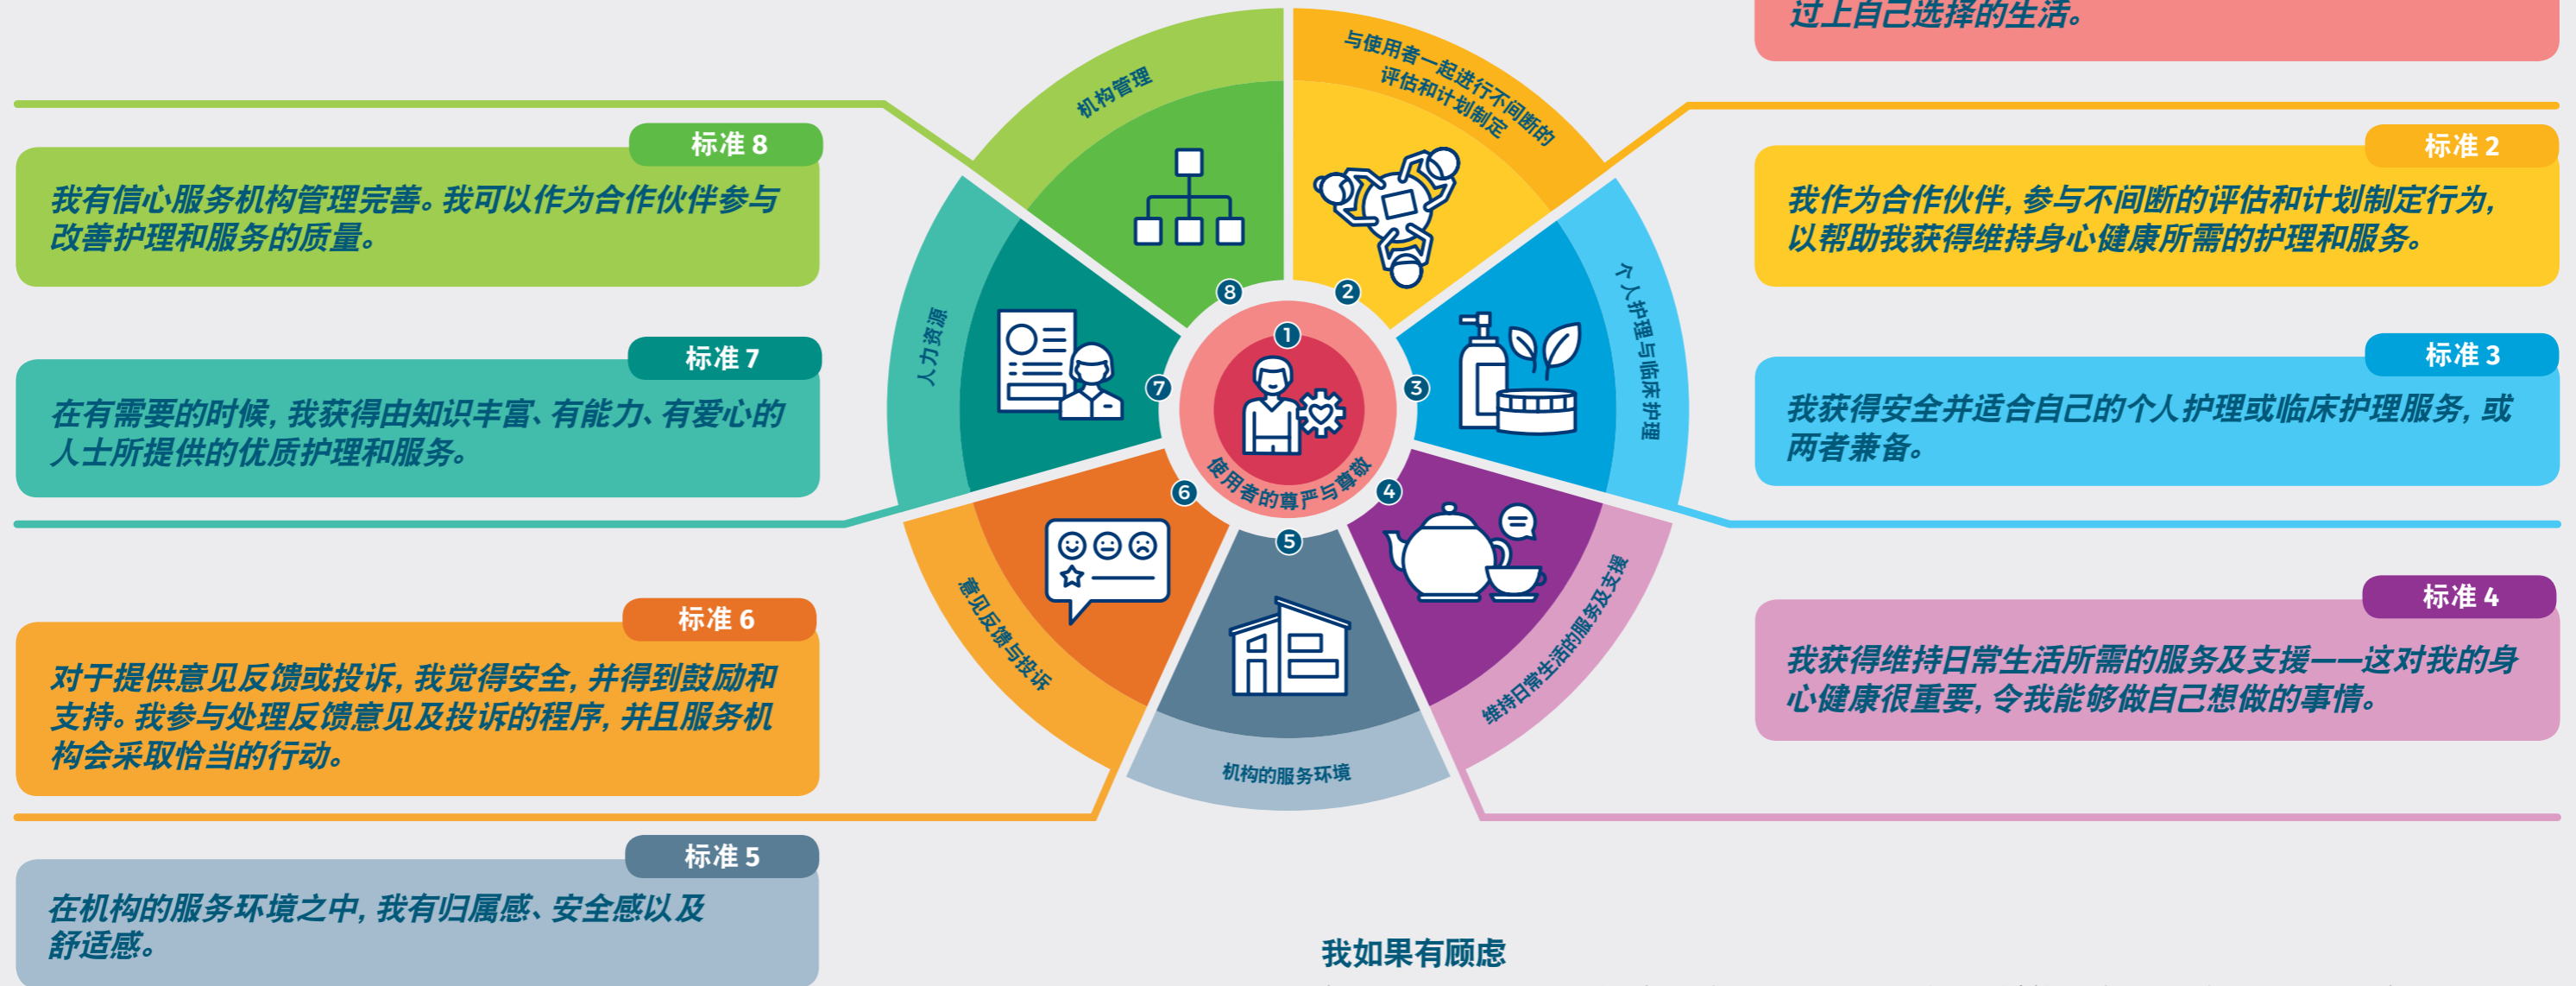 过上自己选择的生活。
标准 8
我有信心服务机构管理完善。我可以作为合作伙伴参与
改善护理和服务的质量。
标准 7
在有需要的时候，我获得由知识丰富、有能力、有爱心的
人士所提供的优质护理和服务。
标准 6
对于提供意见反馈或投诉，我觉得安全，并得到鼓励和
支持。我参与处理反馈意见及投诉的程序，并且服务机
构会采取恰当的行动。
标准 5
在机构的服务环境之中，我有归属感、安全感以及
舒适感。
机构管理
与使用者一起进行不间断的
评估和计划制定
人力资源
个人护理与临床护理
意见反馈与投诉
维持日常生活的服务及支援
机构的服务环境
使用者的尊严与尊敬
1
2
3
4
5
6
7
8
标准 2
我作为合作伙伴，参与不间断的评估和计划制定行为，
以帮助我获得维持身心健康所需的护理和服务。
标准 3
我获得安全并适合自己的个人护理或临床护理服务，或
两者兼备。
标准 4
我获得维持日常生活所需的服务及支援——这对我的身
心健康很重要，令我能够做自己想做的事情。
我如果有顾虑